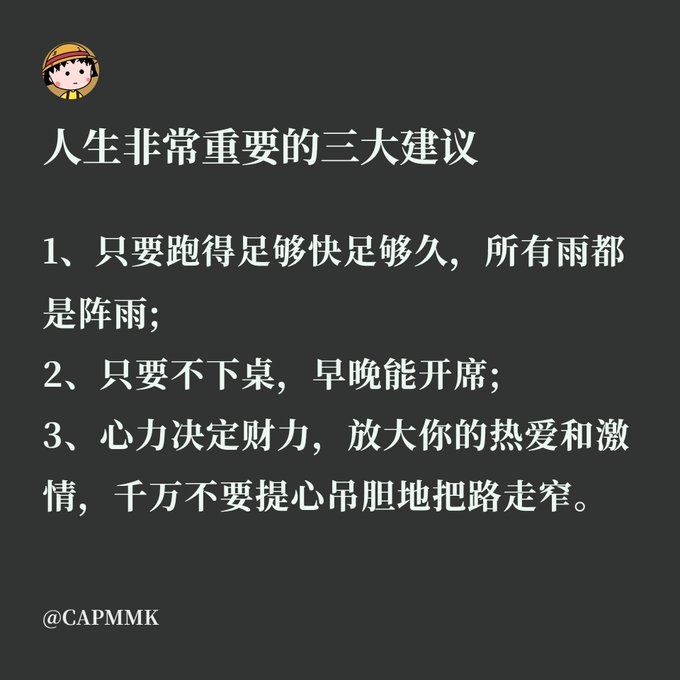 人生非常重要的三大建议
1、只要跑得足够快足够久，所有雨都
是阵雨；
2、只要不下桌，早晚能开席；
3、心力决定财力，放大你的热爱和激
情，千万不要提心吊胆地把路走窄。
@CAPMMK